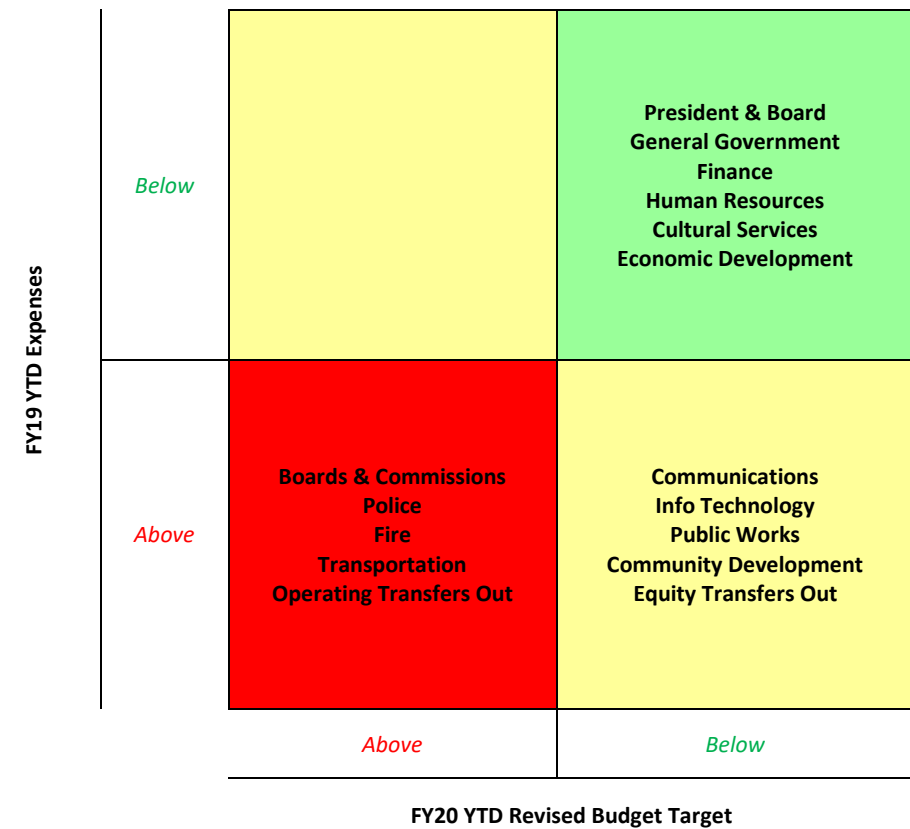 FY19 YTD Expenses
Below
President & Board
General Government
Finance
Human Resources
Cultural Services
Economic Development
Above
Boards & Commissions
Police
Fire
Transportation
Operating Transfers Out
Communications
Info Technology
Public Works
Community Development
Equity Transfers Out
Above
Below
FY20 YTD Revised Budget Target